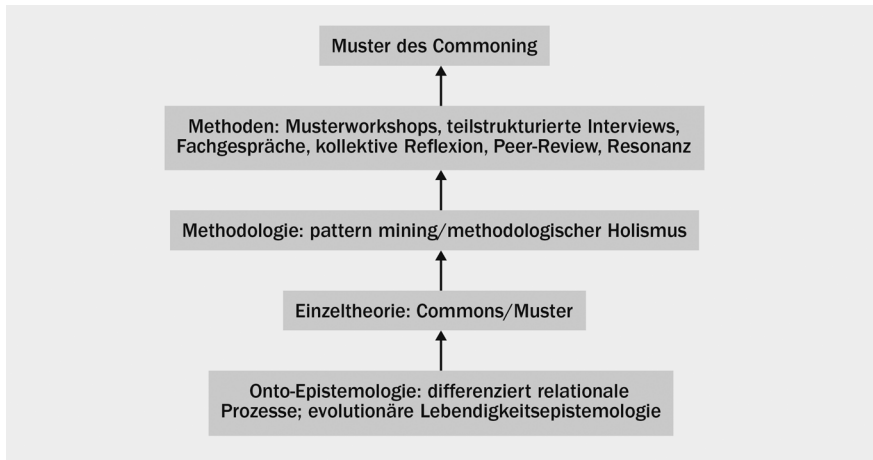 Muster des Commoning
Methoden: Musterworkshops, teilstrukturierte Interviews,
Fachgespräche, kollektive Reflexion, Peer-Review, Resonanz
Methodologie: pattern mining/methodologischer Holismus
Einzeltheorie: Commons/Muster
Onto-Epistemologie: differenziert relationale
Prozesse; evolutionäre Lebendigkeitsepistemologie